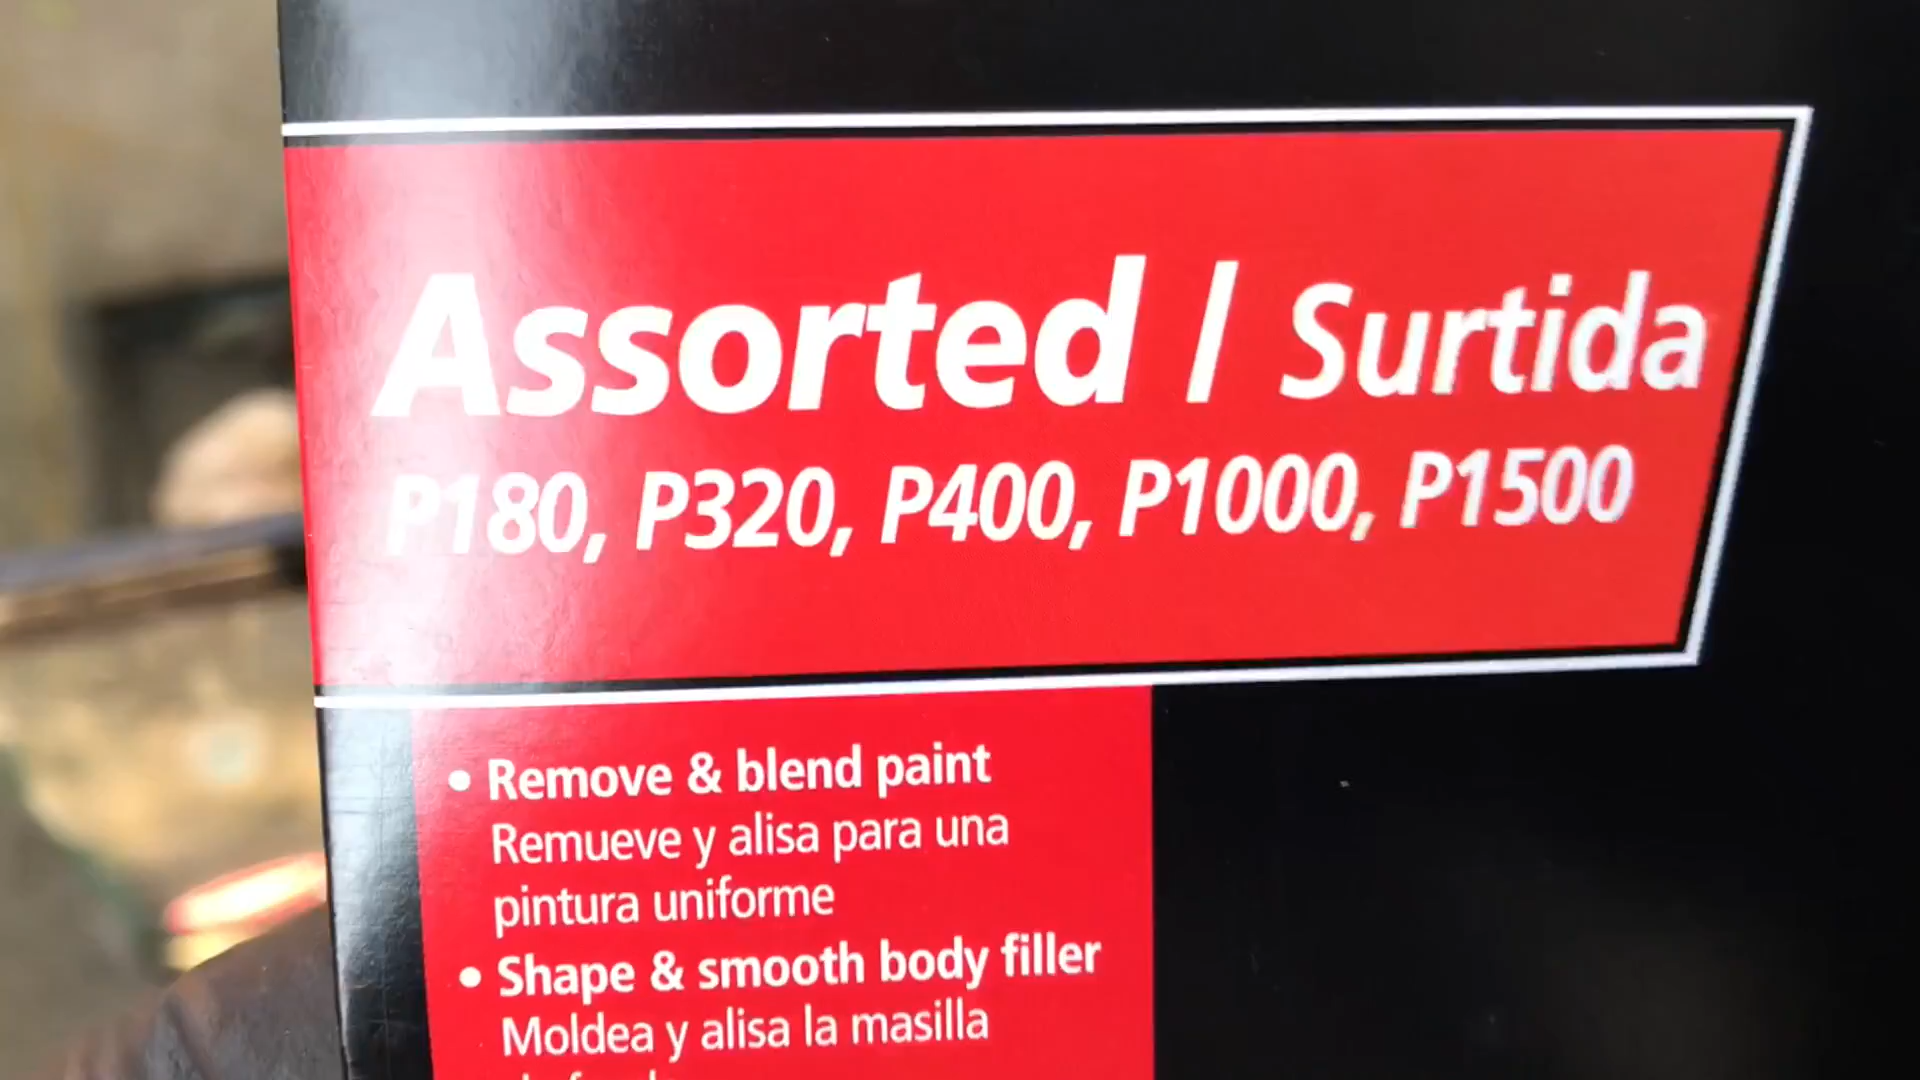 Assorted / Surtida
P180, P320, P400, P1000, P1500
• Remove & blend paint
Remueve y alisa para una
pintura uniforme
• Shape & smooth body filler
Moldea y alisa la masilla